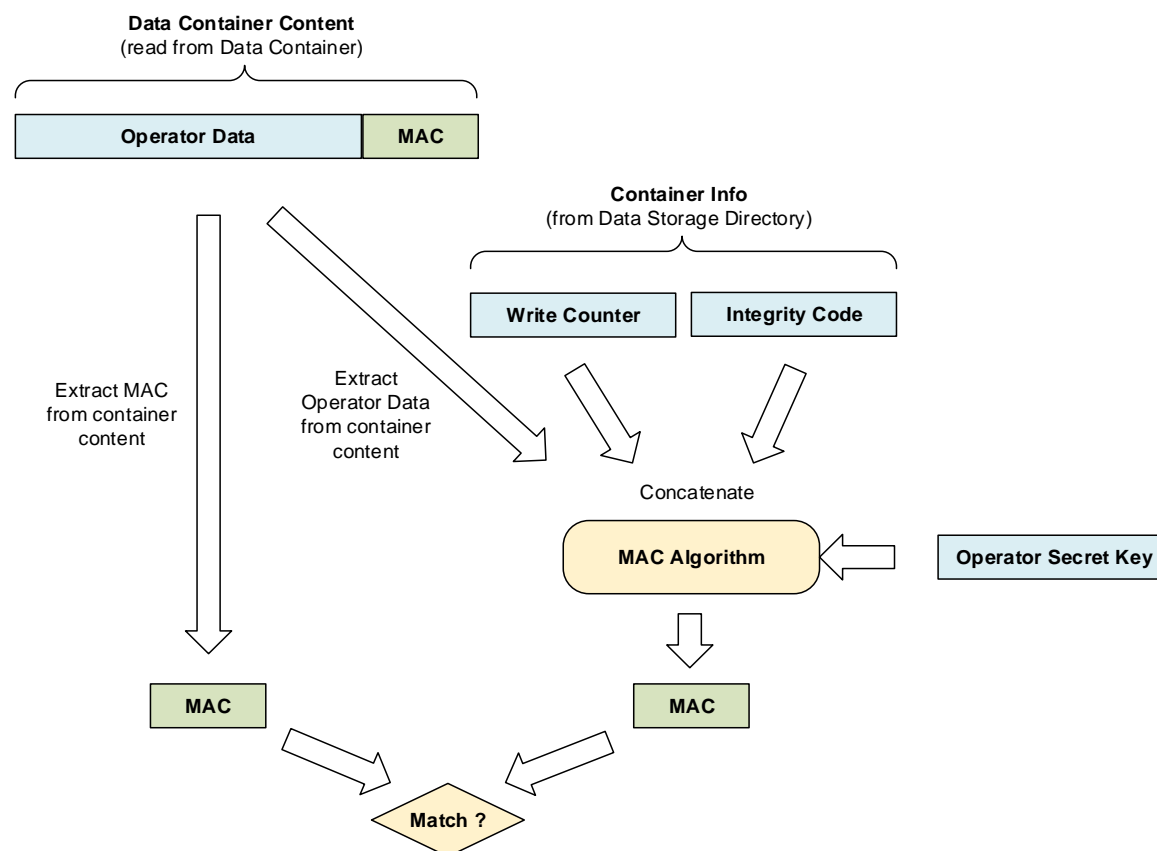 Data Container Content
(read from Data Container)
Operator Data
MAC
Container Info
(from Data Storage Directory)
Write Counter
Integrity Code
Extract MAC
from container
content
Extract
Operator Data
from container
content
Concatenate
MAC Algorithm
Operator Secret Key
MAC
MAC
Match ?